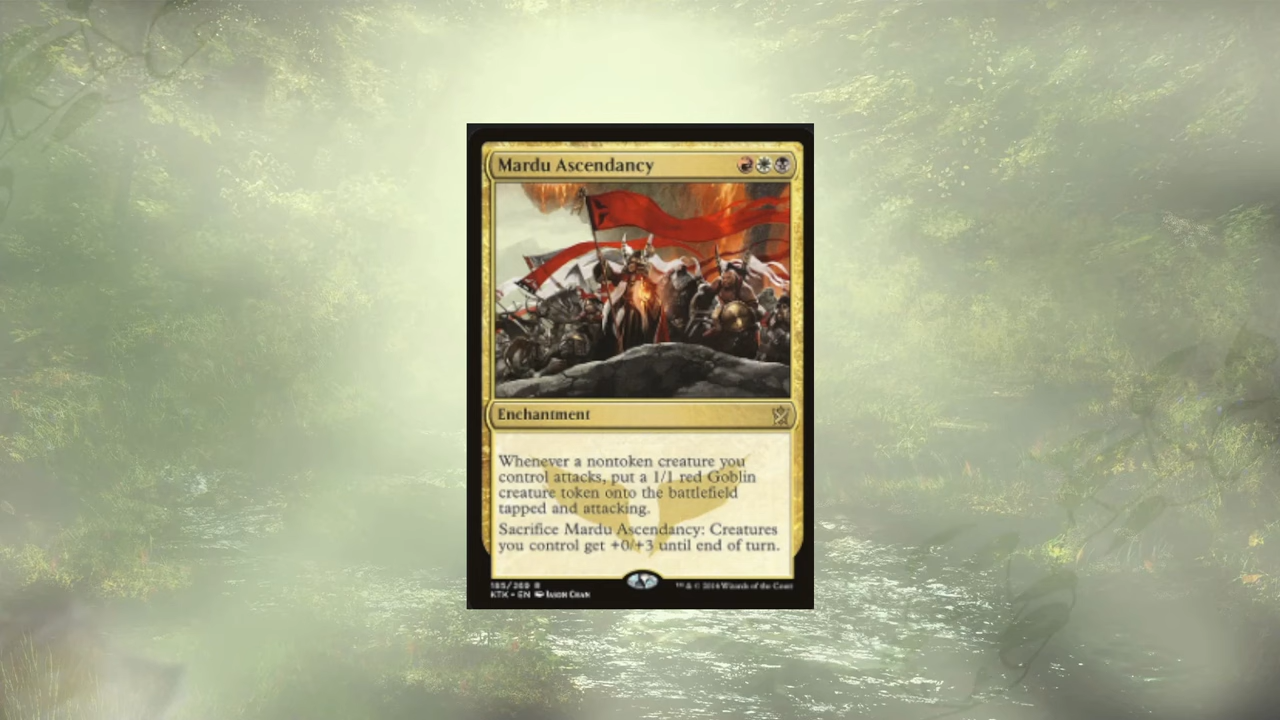 Mardu Ascendancy
Enchantment
Whenever a nontoken creature you
control attacks, put a 1/1 red Goblin
creature token onto the battlefield
tapped and attacking.
Sacrifice Mardu Ascendancy: Creatures
you control get +0/+3 until end of turn.
185/269 R
KTK • EN Jason Chan
™ & © 2014 Wizards of the Coast